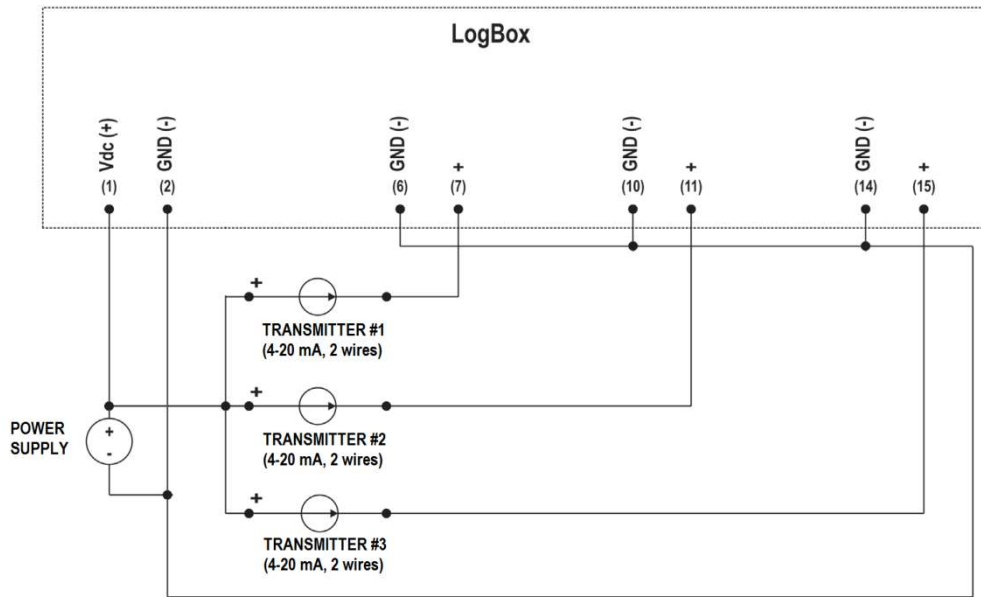 LogBox
Vdc (+)
(1)
GND (-)
(2)
GND (-)
(6)
+
(7)
GND (-)
(10)
+
(11)
GND (-)
(14)
+
(15)
+
TRANSMITTER #1
(4-20 mA, 2 wires)
+
TRANSMITTER #2
(4-20 mA, 2 wires)
POWER
SUPPLY
+
-
+
TRANSMITTER #3
(4-20 mA, 2 wires)